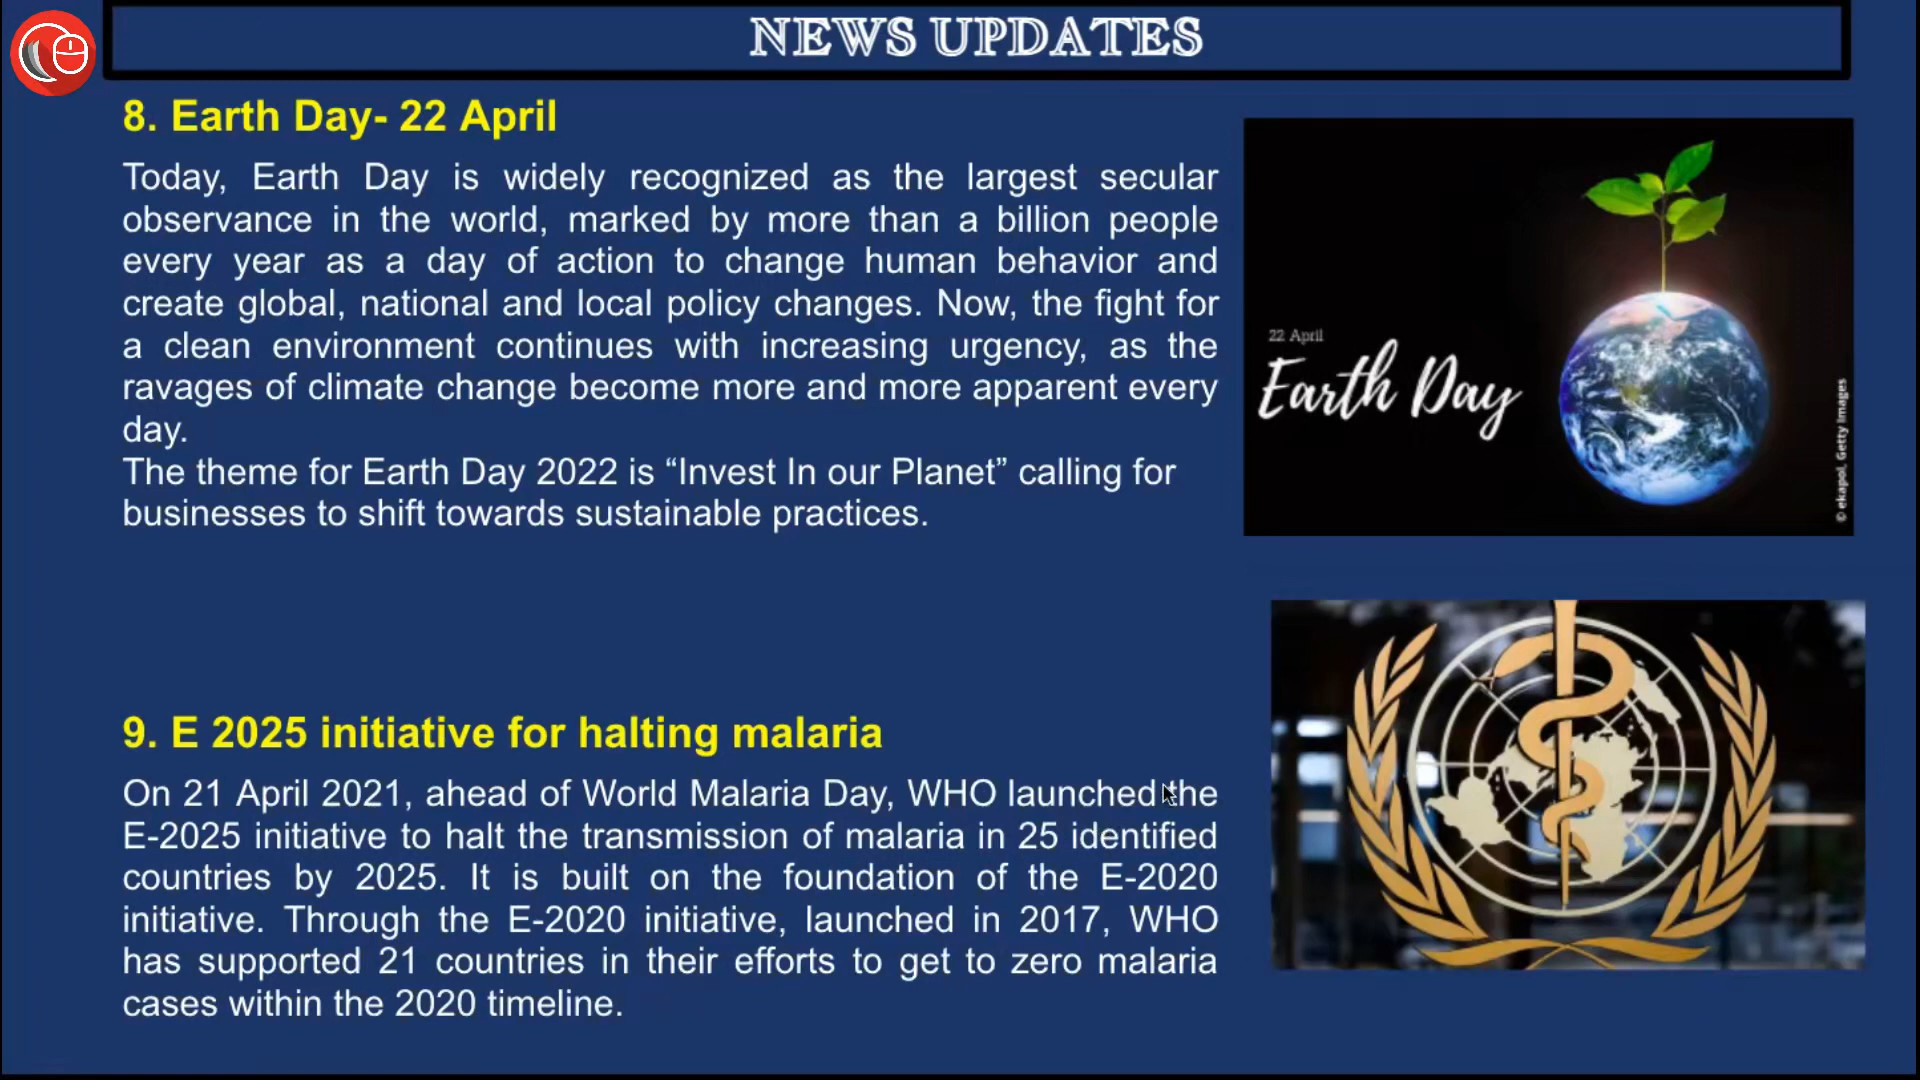 NEWS UPDATES
8. Earth Day- 22 April
Today, Earth Day is widely recognized as the largest secular
observance in the world, marked by more than a billion people
every year as a day of action to change human behavior and
create global, national and local policy changes. Now, the fight for
a clean environment continues with increasing urgency, as the
ravages of climate change become more and more apparent every
day.
The theme for Earth Day 2022 is “Invest In our Planet” calling for
businesses to shift towards sustainable practices.
22 April
Earth Day
© ekapol, Getty Images
9. E 2025 initiative for halting malaria
On 21 April 2021, ahead of World Malaria Day, WHO launched the
E-2025 initiative to halt the transmission of malaria in 25 identified
countries by 2025. It is built on the foundation of the E-2020
initiative. Through the E-2020 initiative, launched in 2017, WHO
has supported 21 countries in their efforts to get to zero malaria
cases within the 2020 timeline.